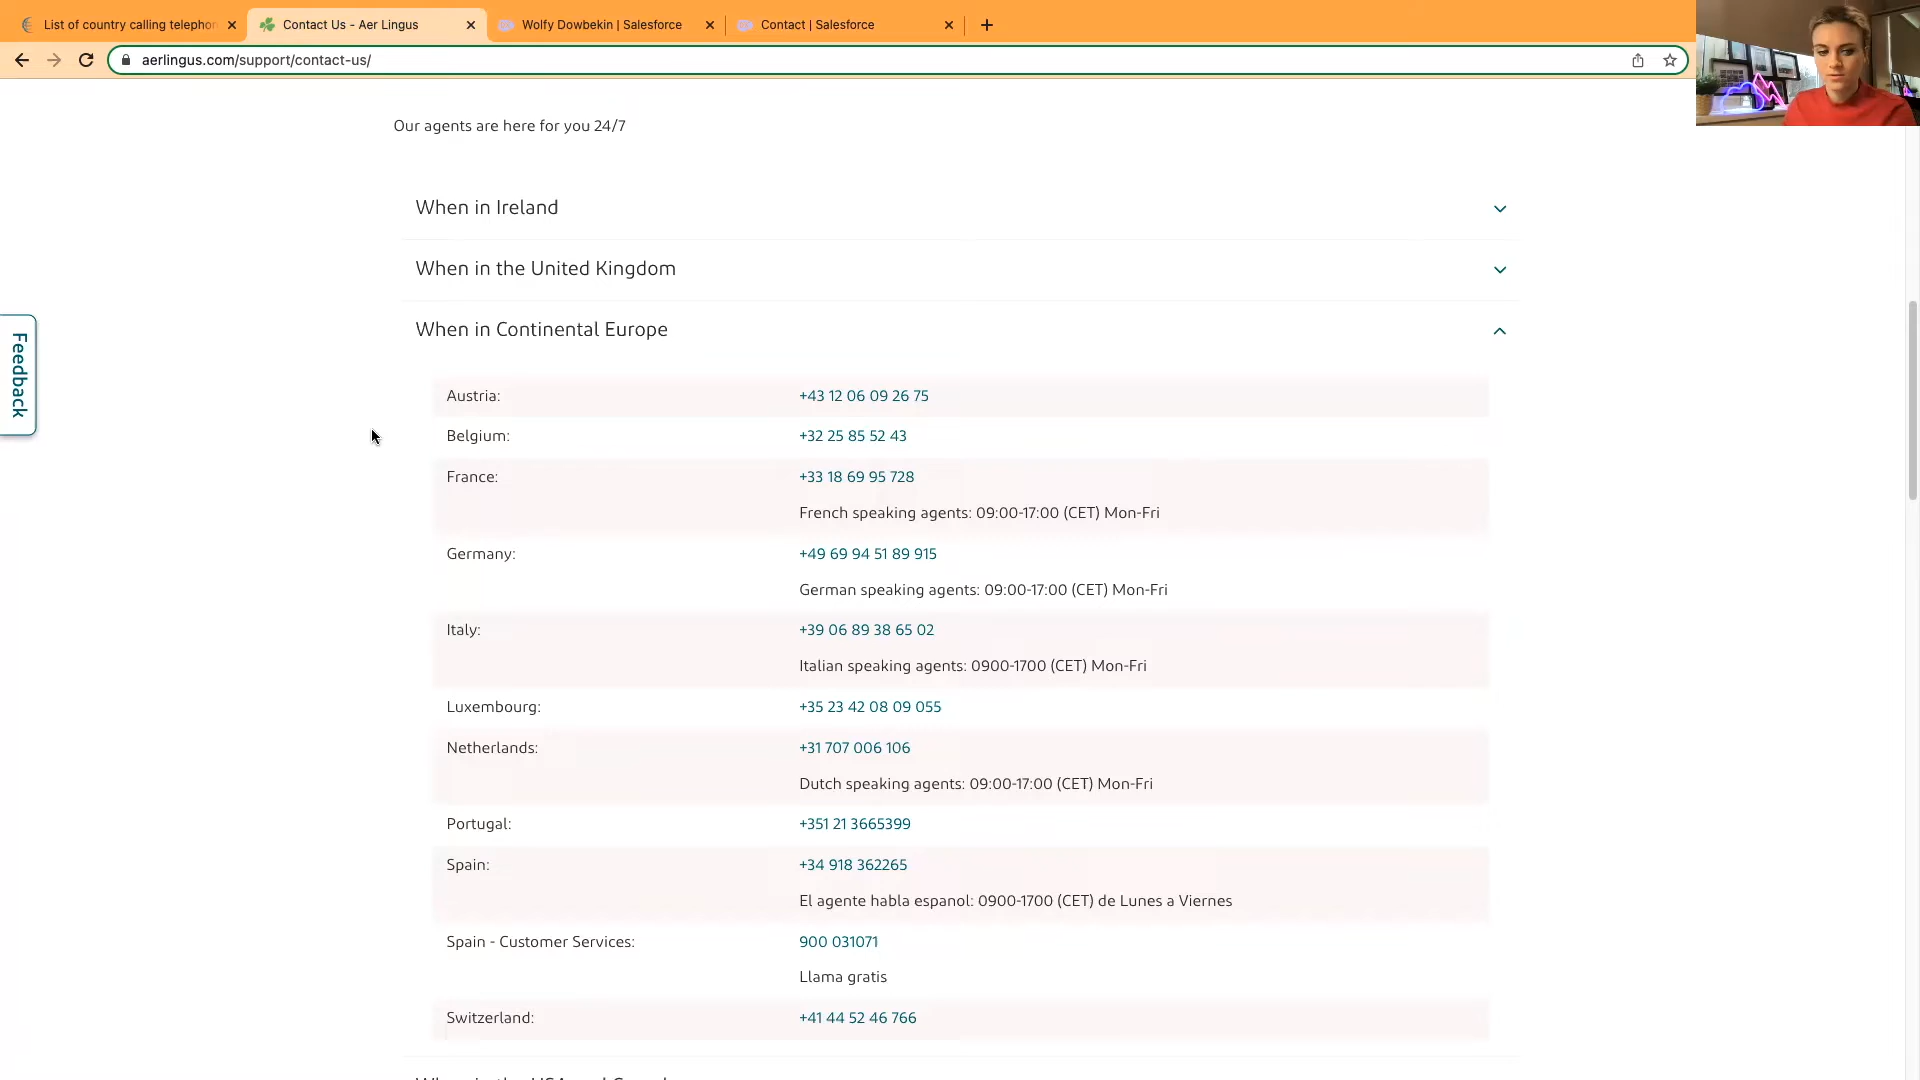 List of country calling telephon
Contact Us - Aer Lingus
Wolfy Dowbekin | Salesforce
Contact | Salesforce
aerlingus.com/support/contact-us/
Our agents are here for you 24/7
When in Ireland
When in the United Kingdom
When in Continental Europe
Feedback
Austria: +43 12 06 09 26 75
Belgium: +32 25 85 52 43
France: +33 18 69 95 728
French speaking agents: 09:00-17:00 (CET) Mon-Fri
Germany: +49 69 94 51 89 915
German speaking agents: 09:00-17:00 (CET) Mon-Fri
Italy: +39 06 89 38 65 02
Italian speaking agents: 0900-1700 (CET) Mon-Fri
Luxembourg: +35 23 42 08 09 055
Netherlands: +31 707 006 106
Dutch speaking agents: 09:00-17:00 (CET) Mon-Fri
Portugal: +351 21 3665399
Spain: +34 918 362265
El agente habla espanol: 0900-1700 (CET) de Lunes a Viernes
Spain - Customer Services: 900 031071
Llama gratis
Switzerland: +41 44 52 46 766